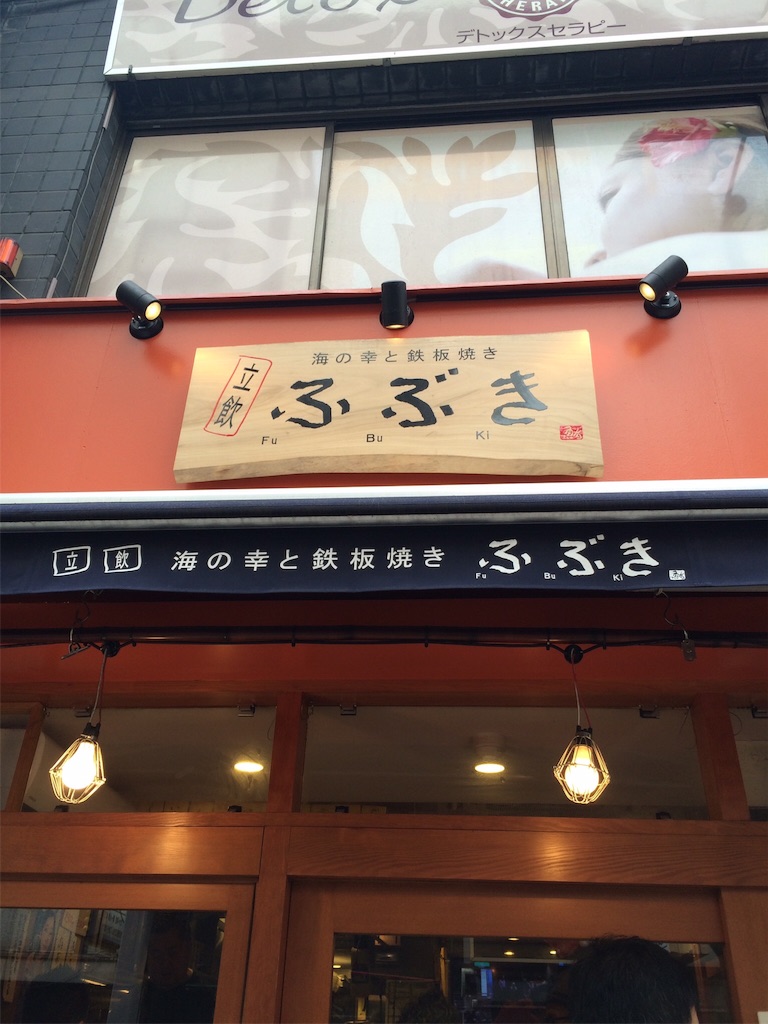 デトックスセラピー
海の幸と鉄板焼き
立飲 ふぶき
Fu Bu Ki
立 飲 海の幸と鉄板焼き ふぶき
Fu Bu Ki